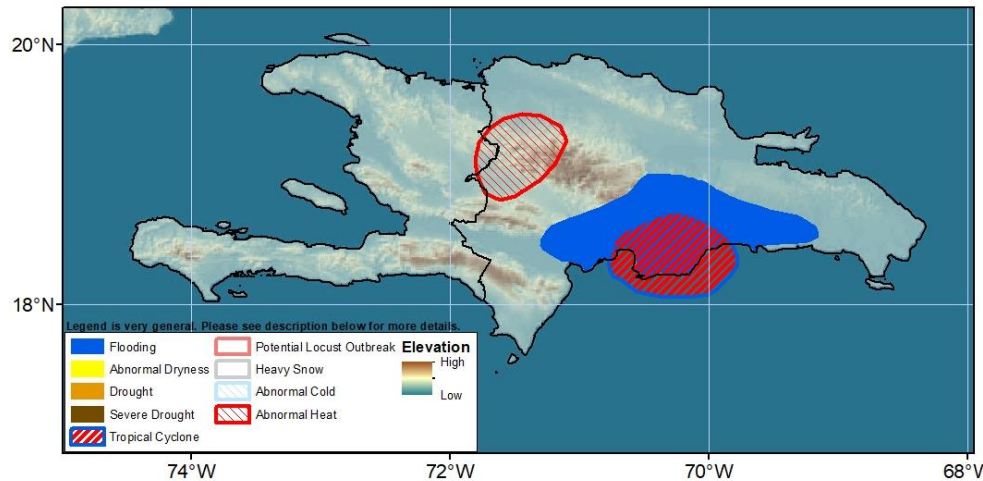 20°N
18°N
Legend is very general. Please see description below for more details.
Flooding
Abnormal Dryness
Drought
Severe Drought
Tropical Cyclone
Potential Locust Outbreak
Heavy Snow
Abnormal Cold
Abnormal Heat
Elevation
High
Low
74°W
72°W
70°W
68°W